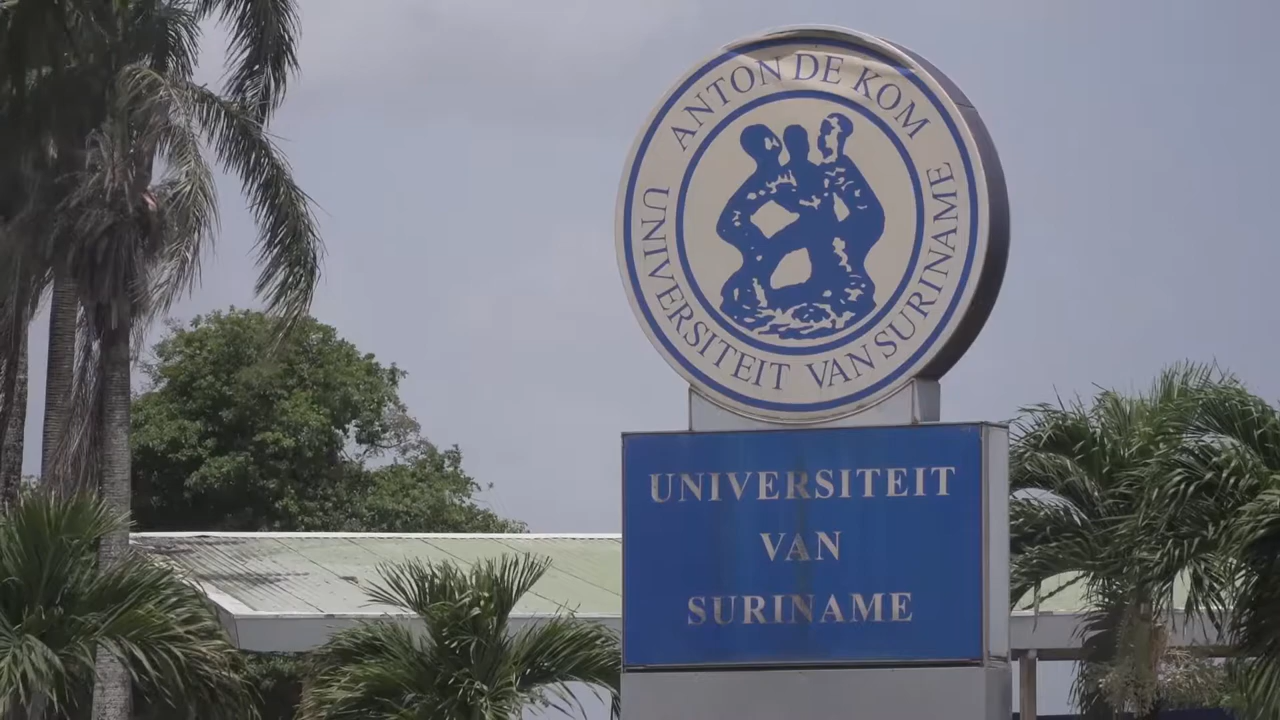 ANTON DE KOM
UNIVERSITEIT VAN SURINAME
UNIVERSITEIT
VAN
SURINAME